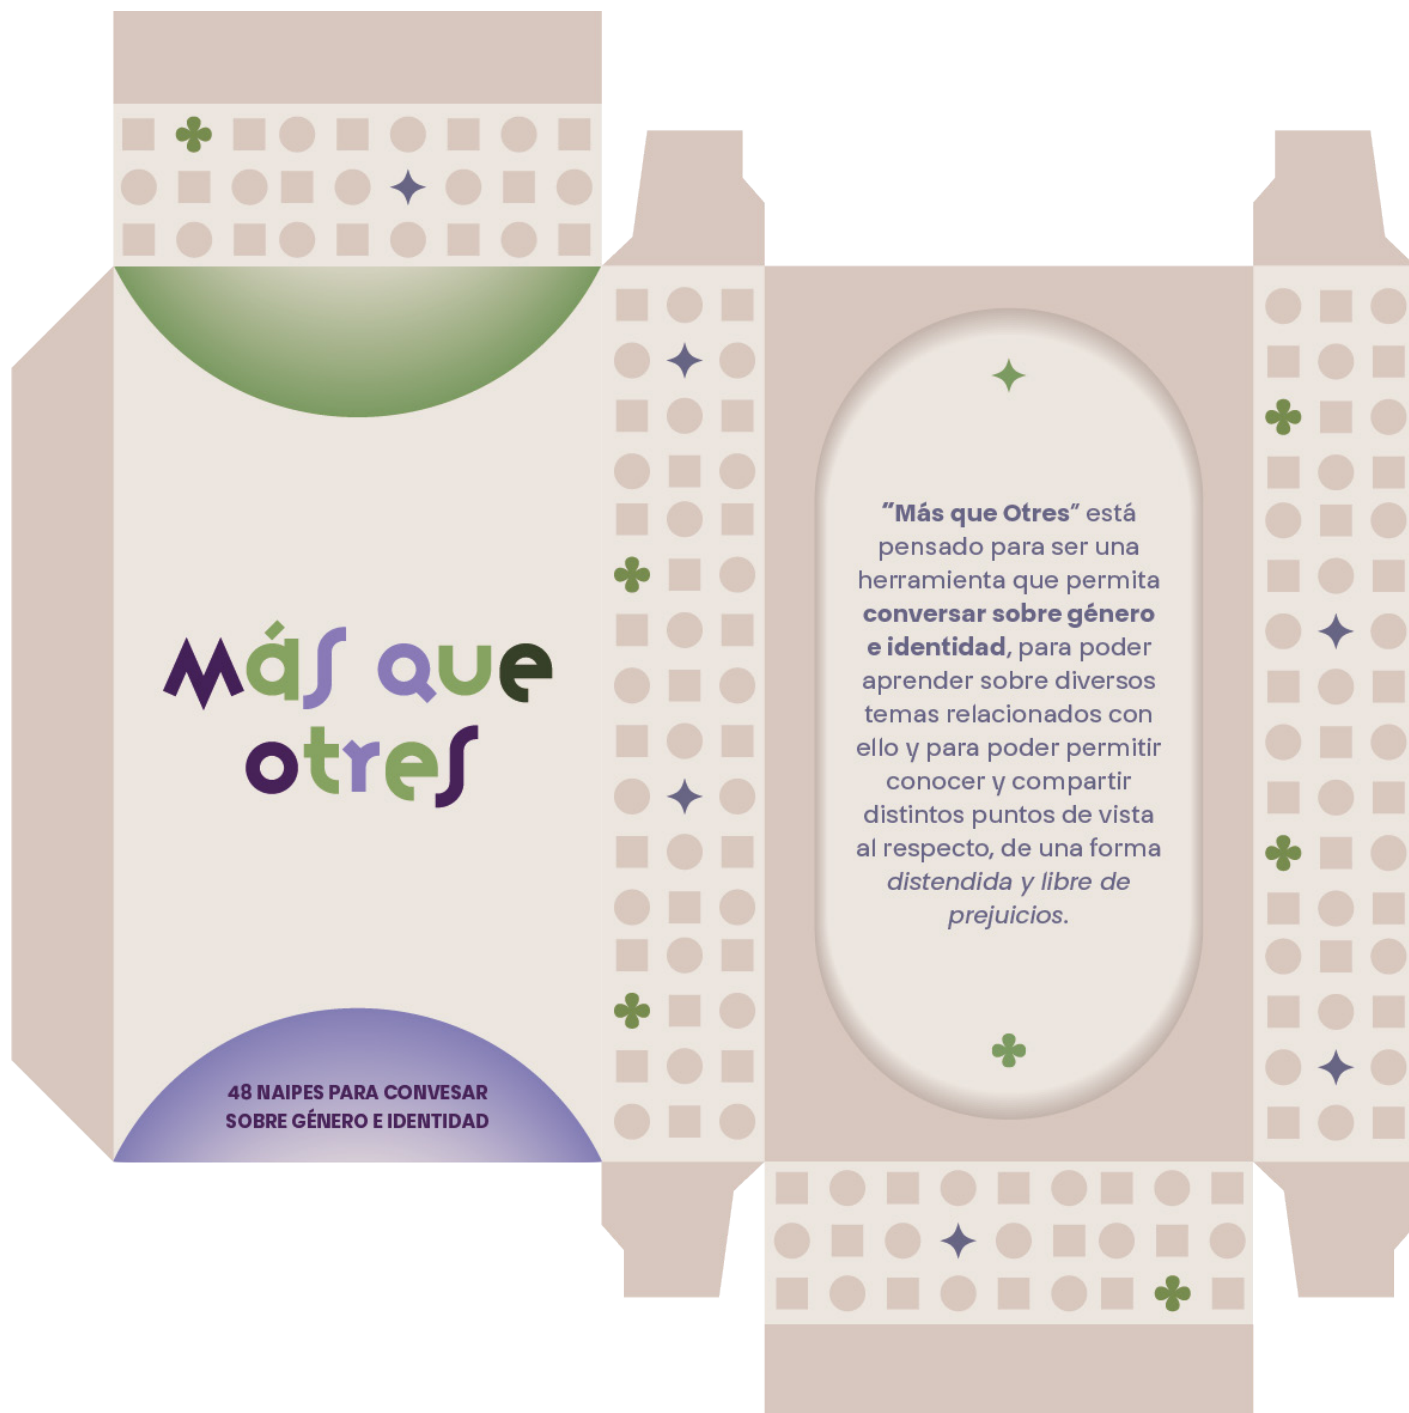 Más que
otres
48 NAIPES PARA CONVESAR
SOBRE GÉNERO E IDENTIDAD
"Más que Otres" está
pensado para ser una
herramienta que permita
conversar sobre género
e identidad, para poder
aprender sobre diversos
temas relacionados con
ello y para poder permitir
conocer y compartir
distintos puntos de vista
al respecto, de una forma
distendida y libre de
prejuicios.